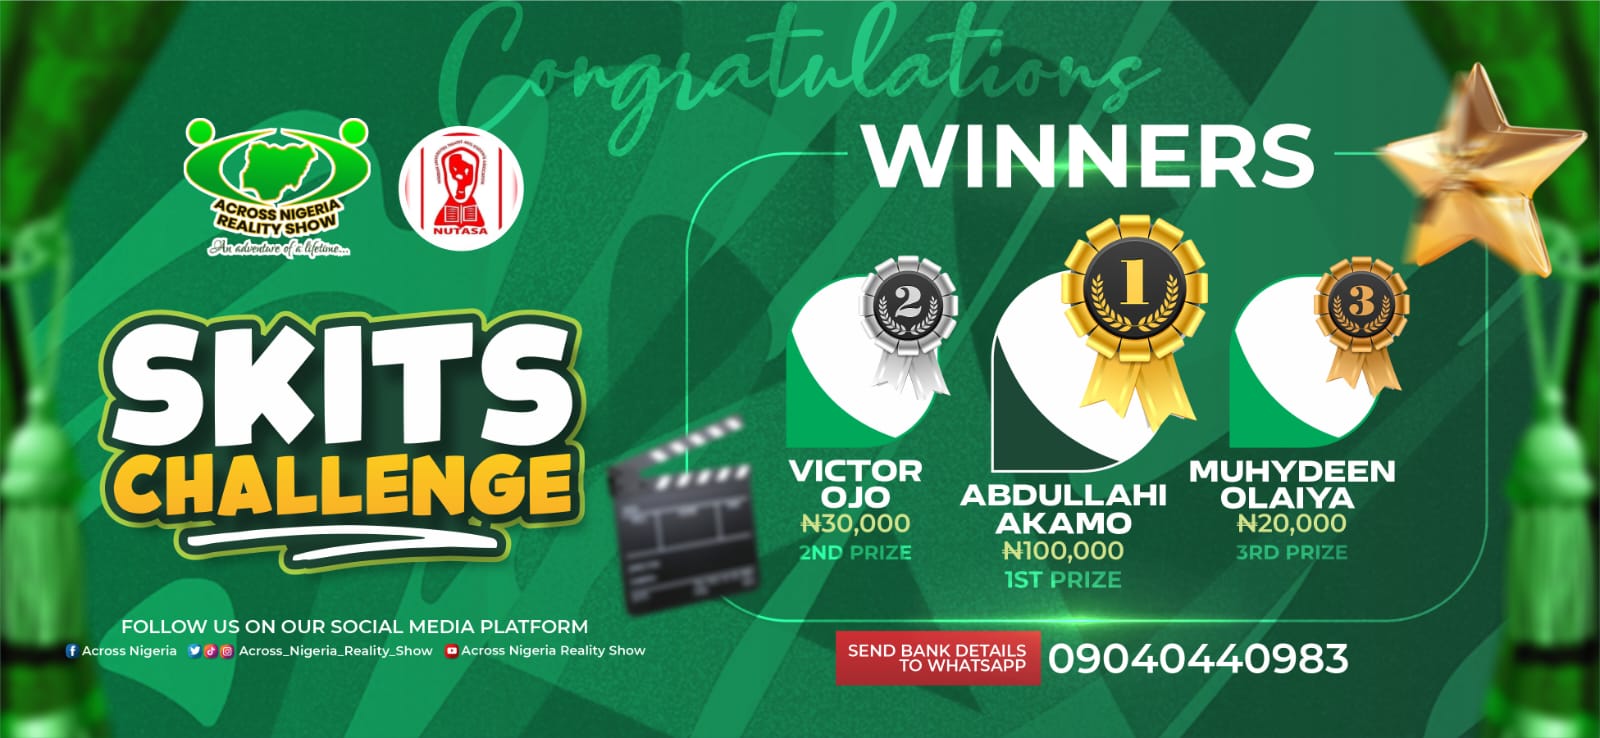 Congratulations
WINNERS
ACROSS NIGERIA
REALITY SHOW
An adventure of a lifetime...
NUTASA
SKITS
CHALLENGE
2
1
3
VICTOR
OJO
₦30,000
2ND PRIZE
ABDULLAHI
AKAMO
₦100,000
1ST PRIZE
MUHYDEEN
OLAIYA
₦20,000
3RD PRIZE
FOLLOW US ON OUR SOCIAL MEDIA PLATFORM
Across Nigeria Across_Nigeria_Reality_Show Across Nigeria Reality Show
SEND BANK DETAILS
TO WHATSAPP
09040440983